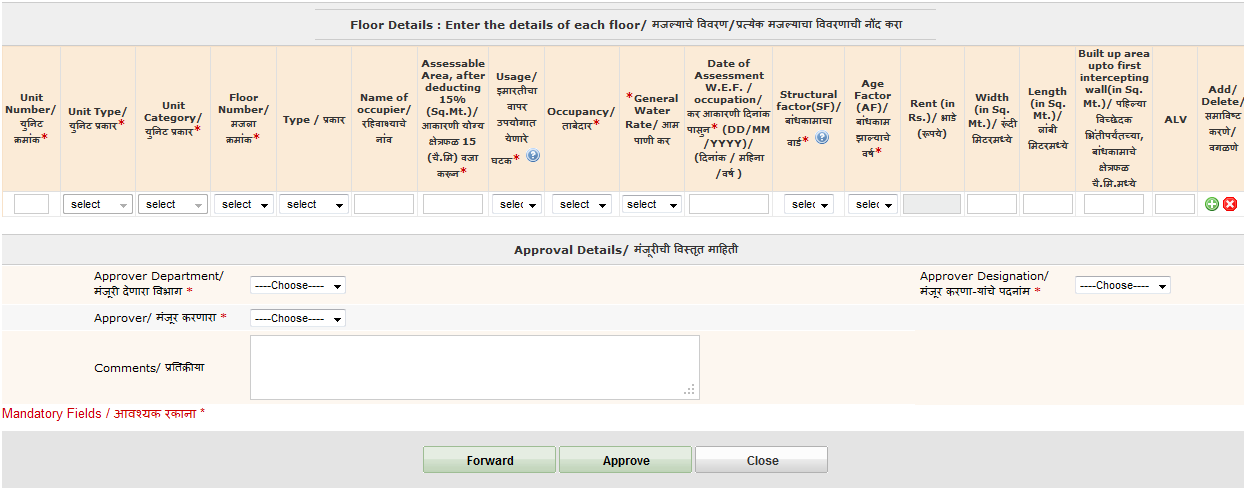 Floor Details : Enter the details of each floor/ मजल्याचे विवरण/प्रत्येक मजल्याचा विवरणाची नोंद करा
Unit
Number/
युनिट
क्रमांक*
Unit Type/
युनिट प्रकार*
Unit
Category/
युनिट प्रकार*
Floor
Number/
मजला
क्रमांक*
Type / प्रकार
Name of
occupier/
रहिवाश्याचे
नांव
Assessable
Area, after
deducting
15%
(Sq.Mt.)/
आकारणी योग्य
क्षेत्रफळ 15
(चै.मि) वजा
करून*
Usage/
इमारतीचा
वापर
उपयोगात
येणारे
घटक*
Occupancy/
ताबेदार*
*General
Water
Rate/ आम
पाणी कर
Date of
Assessment
W.E.F. /
occupation/
कर आकारणी दिनांक
पासुन* (DD/MM
/YYYY)/
(दिनांक / महिना
/वर्ष )
Structural
factor(SF)/
बांधकामाचा
वार्ड*
Age
Factor
(AF)/
बांधकाम
झाल्याचे
वर्ष*
Rent (in
Rs.)/ भाडे
(रूपये)
Width (in
Sq.
Mt.)/ रुंदी
मिटरमध्ये
Length
(in Sq.
Mt.)/
लांबी
मिटरमध्ये
Built up area
upto first
intercepting
wall(in Sq.
Mt.)/ पहिल्या
विच्छेदक
भिंतीपर्यतच्या,
बांधकामाचे
क्षेत्रफळ
चै.मि.मध्ये
ALV
Add/
Delete/
समाविष्ट
करणे/
वगळणे
select select select select selec select select selec selec
Approval Details/ मंजूरीची विस्तृत माहिती
Approver Department/
मंजूरी देणारा विभाग *
----Choose----
Approver Designation/
मंजूर करणा-यांचे पदनांम *
----Choose----
Approver/ मंजूर करणारा *
----Choose----
Comments/ प्रतिक्रीया
Mandatory Fields / आवश्यक रकाना *
Forward Approve Close